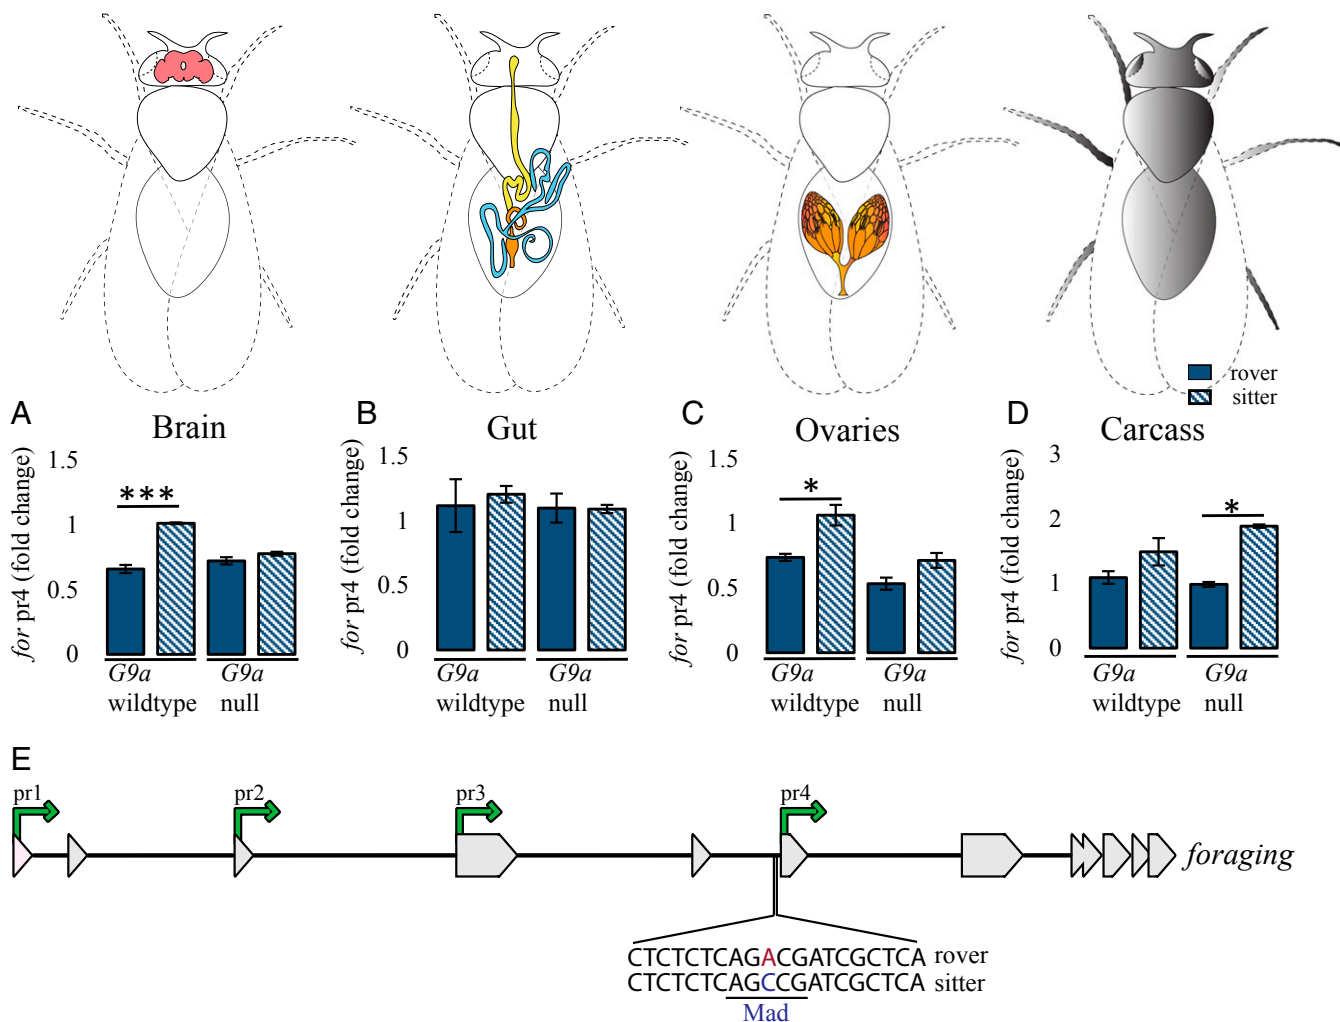 rover
sitter
A Brain
for pr4 (fold change)
1.5
1
0.5
0
***
G9a wildtype
G9a null
B Gut
for pr4 (fold change)
1.5
1
0.5
0
G9a wildtype
G9a null
C Ovaries
for pr4 (fold change)
1.5
1
0.5
0
*
G9a wildtype
G9a null
D Carcass
for pr4 (fold change)
3
2
1
0
*
G9a wildtype
G9a null
E
pr1 pr2 pr3 pr4
foraging
CTCTCTCAGACGATCGCTCA rover
CTCTCTCAGCCGATCGCTCA sitter
Mad